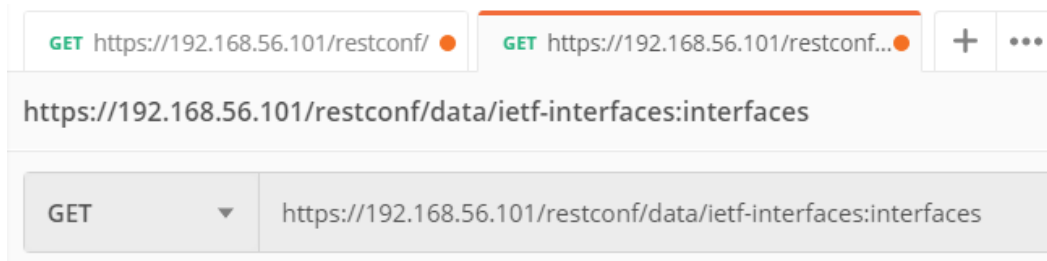 GET https://192.168.56.101/restconf/ GET https://192.168.56.101/restconf...
https://192.168.56.101/restconf/data/ietf-interfaces:interfaces
GET https://192.168.56.101/restconf/data/ietf-interfaces:interfaces